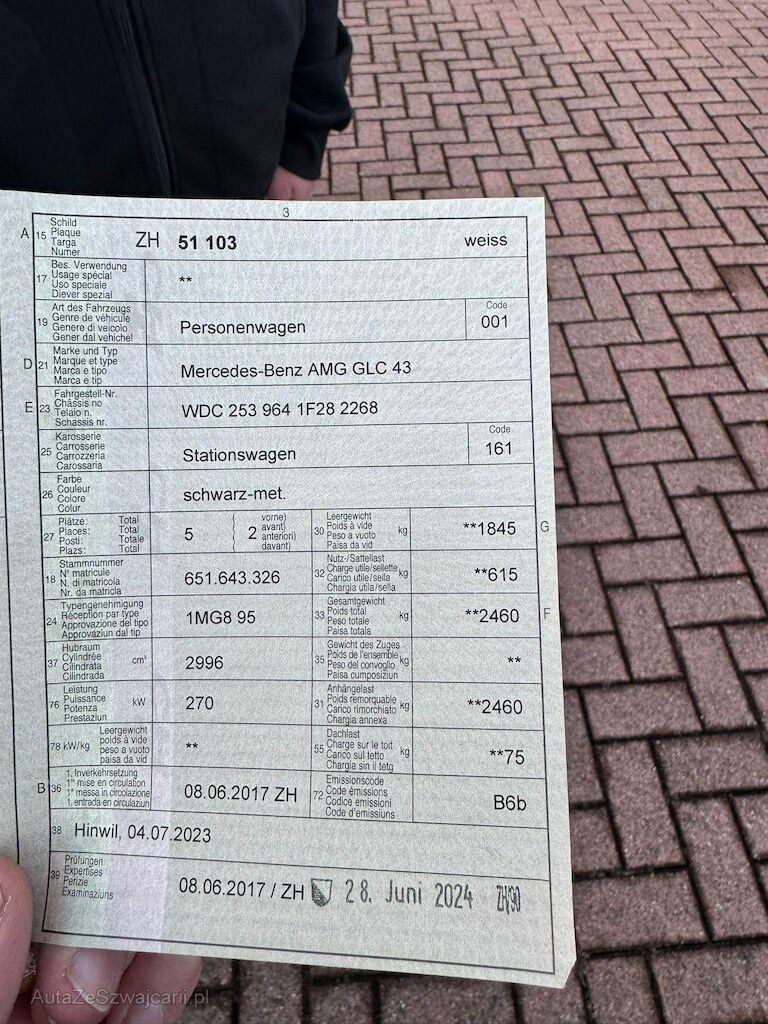 3
A 15 Schild
Plaque
Targa
Numer
ZH 51 103 weiss
17 Bes. Verwendung
Usage spécial
Uso speciale
Diever spezial
**
19 Art des Fahrzeugs
Genre de véhicule
Genere di veicolo
Gener dal vehichel
Personenwagen
Code
001
D 21 Marke und Typ
Marque et type
Marca e tipo
Marca e tip
Mercedes-Benz AMG GLC 43
E 23 Fahrgestell-Nr.
Châssis no
Telaio n.
Schassis nr.
WDC 253 964 1F28 2268
25 Karosserie
Carrosserie
Carrozzeria
Carossaria
Stationswagen
Code
161
26 Farbe
Couleur
Colore
Colur
schwarz-met.
27 Plätze: Total
Places: Total
Posti: Totale
Plazs: Total
5
2 vorne)
avant)
anteriori)
davant)
30 Leergewicht
Poids à vide
Peso a vuoto
Paisa da vid
kg
**1845
G
18 Stammnummer
N° matricule
N. di matricola
Nr. da matricla
651.643.326
32 Nutz-/Sattellast
Charge utile/sellette
Carico utile/sella
Chargia utila/sella
kg
**615
24 Typengenehmigung
Réception par type
Approvazione del tipo
Approvaziun dal tip
1MG8 95
33 Gesamtgewicht
Poids total
Peso totale
Paisa totala
kg
**2460
F
37 Hubraum
Cylindrée
Cilindrata
Cilindrada
cm³
2996
35 Gewicht des Zuges
Poids de l'ensemble
Peso del convoglio
Paisa cumposiziun
kg
**
76 Leistung
Puissance
Potenza
Prestaziun
kW
270
31 Anhängelast
Poids remorquable
Carico rimorchiato
Chargia annexa
kg
**2460
78 kW/kg Leergewicht
poids à vide
peso a vuoto
paisa da vid
**
55 Dachlast
Charge sur le toit
Carico sul tetto
Chargia sin il tetg
kg
**75
B 36 1. Inverkehrsetzung
1re mise en circulation
1a messa in circolazione
1. entrada en circulaziun
08.06.2017 ZH
72 Emissionscode
Code émissions
Codice emissioni
Code d'emissiuns
B6b
38 Hinwil, 04.07.2023
39 Prüfungen
Expertises
Perizie
Examinaziuns
08.06.2017 / ZH 28. Juni 2024 ZH/90
AutaZeSzwajcarii.pl